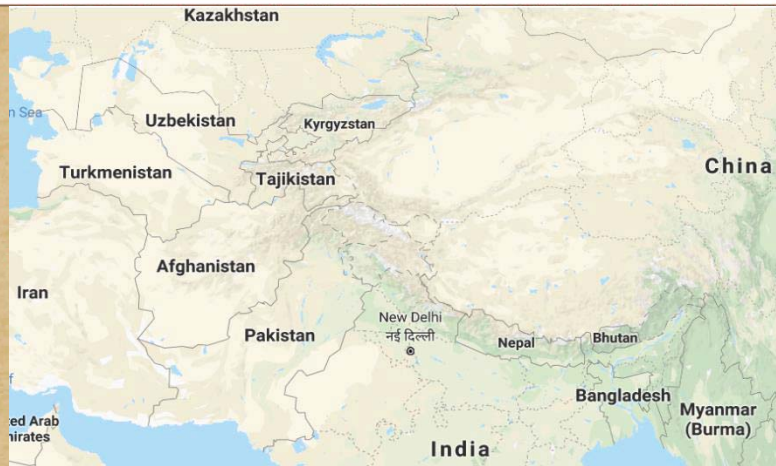 Kazakhstan
n Sea
Uzbekistan
Kyrgyzstan
Turkmenistan
Tajikistan
China
Afghanistan
Iran
New Delhi
नई दिल्ली
Pakistan
Nepal
Bhutan
f
Bangladesh
ted Arab
nirates
Myanmar
(Burma)
India